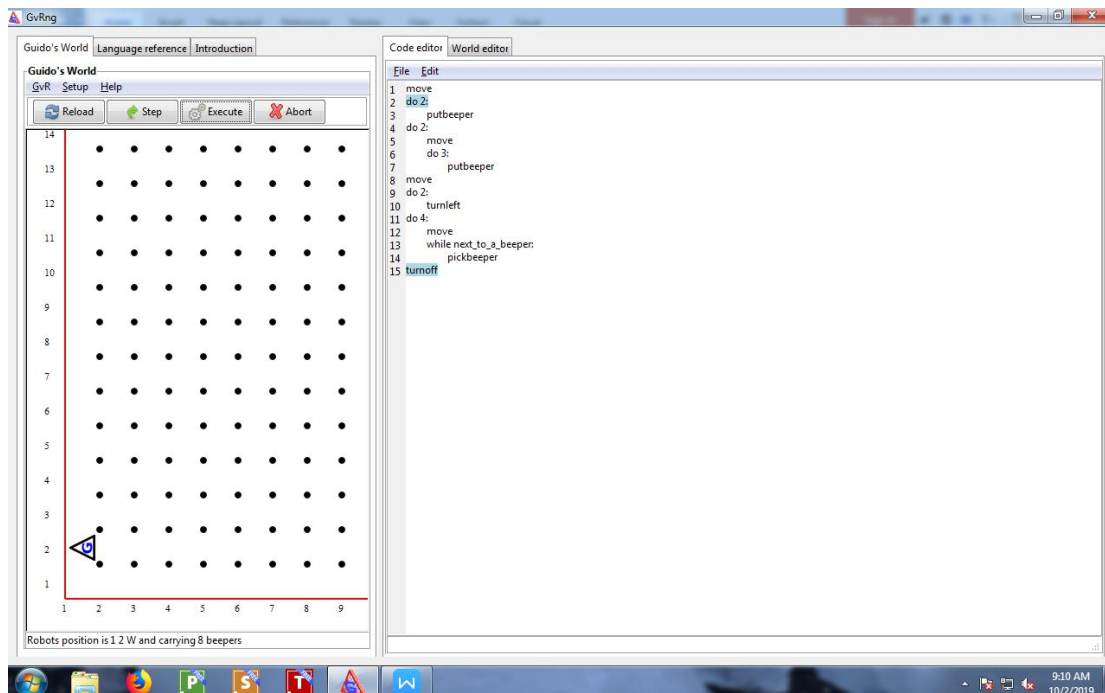 GvRng
Guido's World Language reference Introduction
Guido's World
GvR Setup Help
Reload Step Execute Abort
14
13
12
11
10
9
8
7
6
5
4
3
2
1
G
1 2 3 4 5 6 7 8 9
Robots position is 1 2 W and carrying 8 beepers
Code editor World editor
File Edit
1 move
2 do 2:
3 putbeeper
4 do 2:
5 move
6 do 3:
7 putbeeper
8 move
9 do 2:
10 turnleft
11 do 4:
12 move
13 while next_to_a_beeper:
14 pickbeeper
15 turnoff
P S T W
9:10 AM
10/2/2019